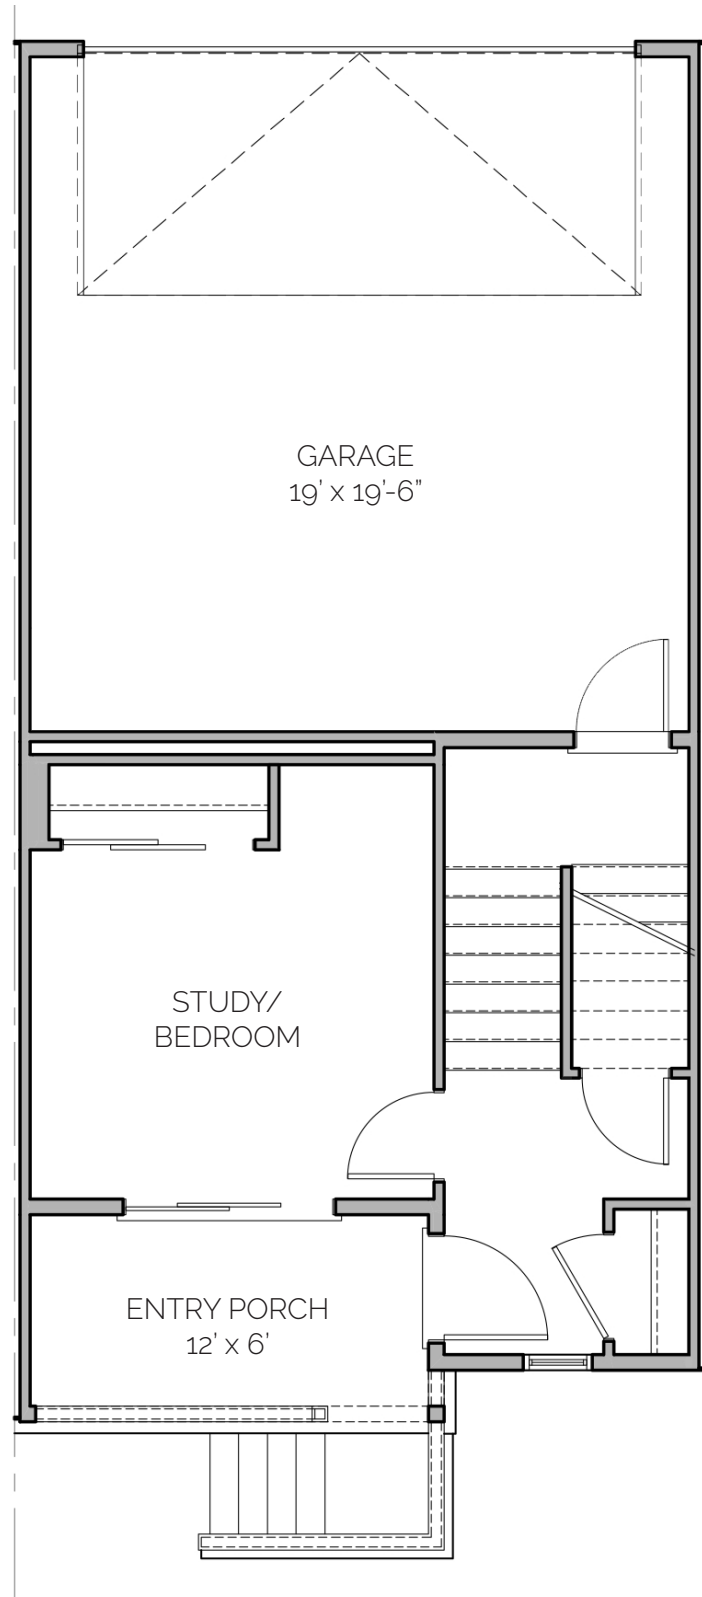 GARAGE
19’ x 19’-6”
STUDY/
BEDROOM
ENTRY PORCH
12’ x 6’